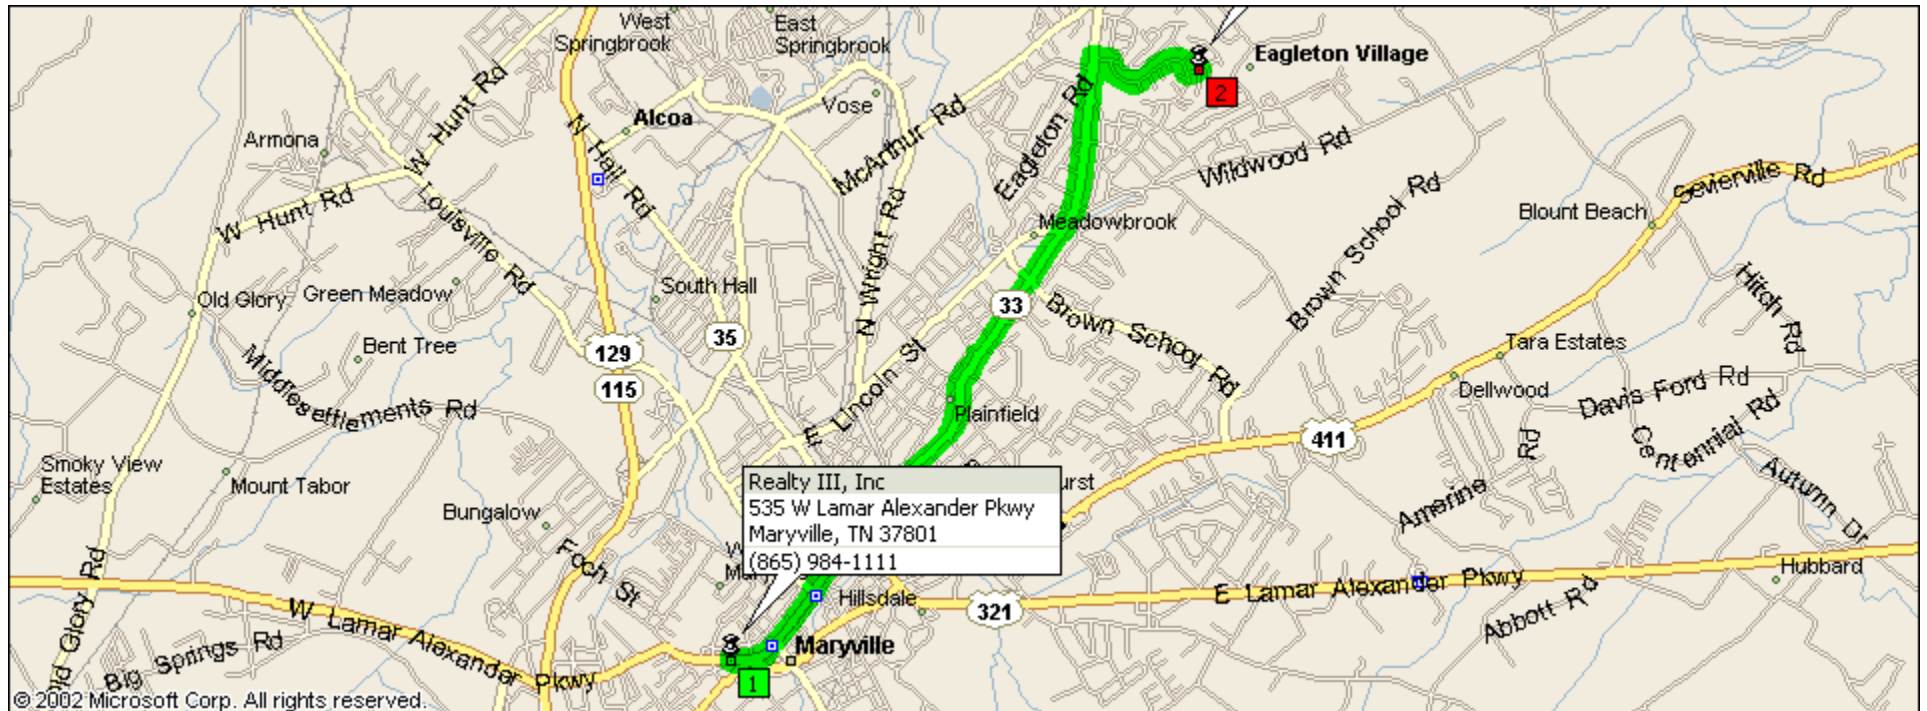 West
Springbrook
East
Springbrook
Eagleton Village
2
W Hunt Rd
Vose
Alcoa
N Hall Rd
McArthur Rd
Eagleton Rd
Armona
Wildwood Rd
Sevierville Rd
Brown School Rd
Blount Beach
W Hunt Rd
Louisville Rd
N Wright Rd
Meadowbrook
Old Glory
Green Meadow
South Hall
33
Brown School Rd
Hitch Rd
35
129
115
Bent Tree
Tara Estates
Middlesettlements Rd
E Lincoln St
Plainfield
Dellwood
Davis Ford Rd
Centennial Rd
411
Rd
Smoky View
Estates
Mount Tabor
Realty III, Inc
535 W Lamar Alexander Pkwy
Maryville, TN 37801
(865) 984-1111
urst
Amerine
Autumn Dr
Bungalow
Foch St
Old Glory Rd
Hillsdale
321
E Lamar Alexander Pkwy
Hubbard
Abbott Rd
W Lamar Alexander Pkwy
Big Springs Rd
Maryville
1
© 2002 Microsoft Corp. All rights reserved.